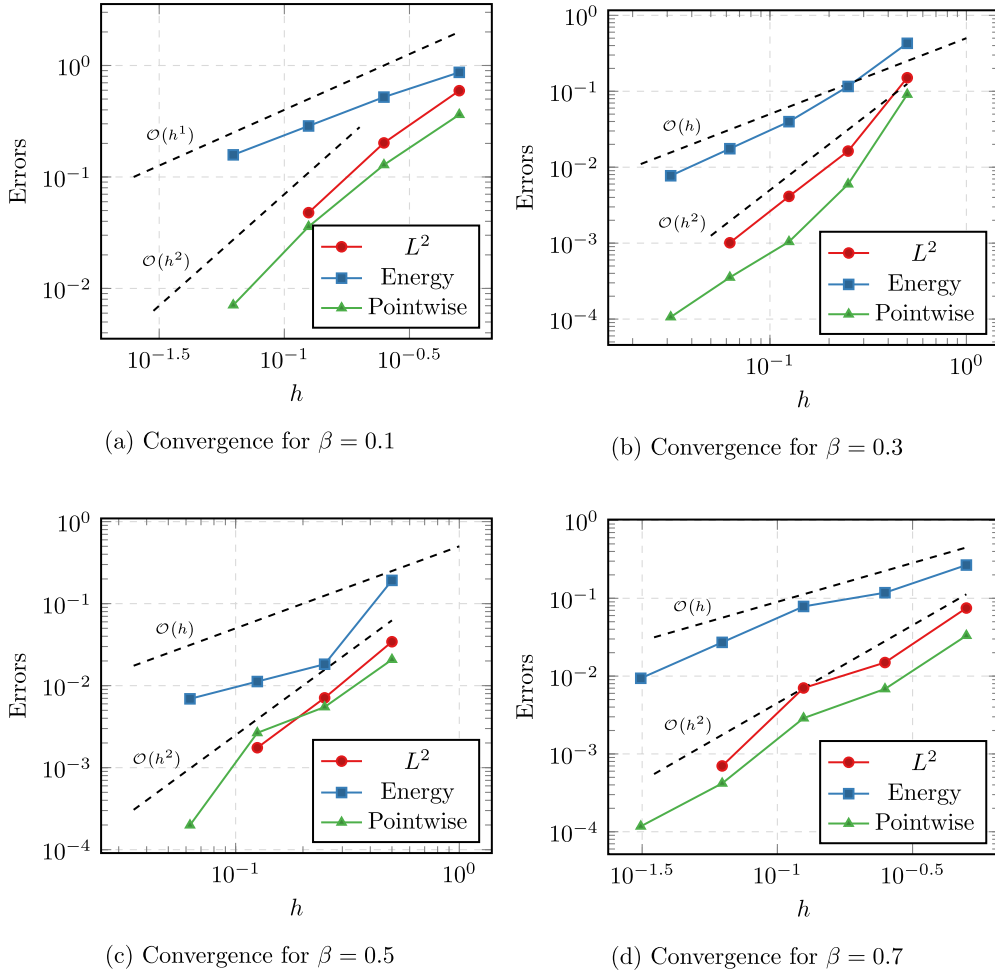 10^0
10^{-1}
10^{-2}
Errors
O(h^1)
O(h^2)
L^2
Energy
Pointwise
10^{-1.5}
10^{-1}
10^{-0.5}
h
(a) Convergence for β = 0.1
10^0
10^{-1}
10^{-2}
10^{-3}
10^{-4}
Errors
O(h)
O(h^2)
L^2
Energy
Pointwise
10^{-1}
10^0
h
(b) Convergence for β = 0.3
10^0
10^{-1}
10^{-2}
10^{-3}
10^{-4}
Errors
O(h)
O(h^2)
L^2
Energy
Pointwise
10^{-1}
10^0
h
(c) Convergence for β = 0.5
10^0
10^{-1}
10^{-2}
10^{-3}
10^{-4}
Errors
O(h)
O(h^2)
L^2
Energy
Pointwise
10^{-1.5}
10^{-1}
10^{-0.5}
h
(d) Convergence for β = 0.7